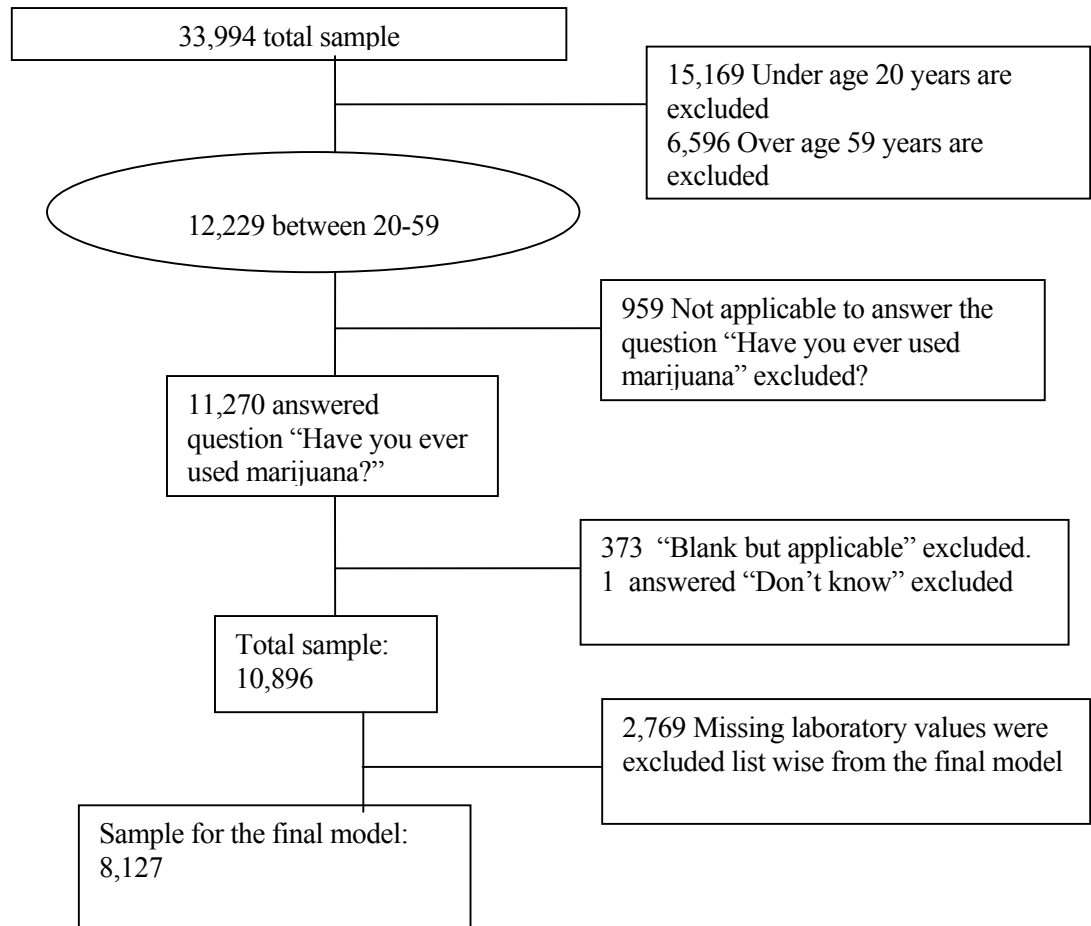 33,994 total sample
15,169 Under age 20 years are
excluded
6,596 Over age 59 years are
excluded
12,229 between 20-59
959 Not applicable to answer the
question “Have you ever used
marijuana” excluded?
11,270 answered
question “Have you ever
used marijuana?”
373 “Blank but applicable” excluded.
1 answered “Don’t know” excluded
Total sample:
10,896
2,769 Missing laboratory values were
excluded list wise from the final model
Sample for the final model:
8,127